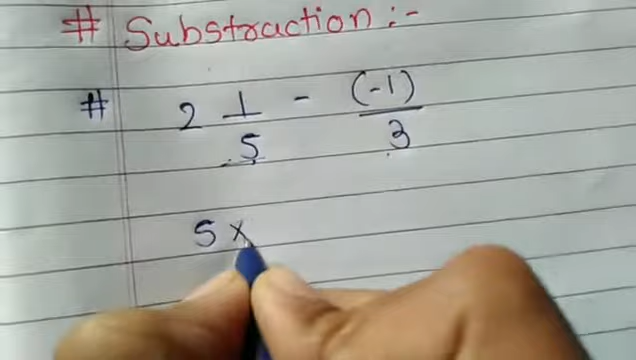 # Substraction :-
# 2 1/5 - (-1)/3
5 ×